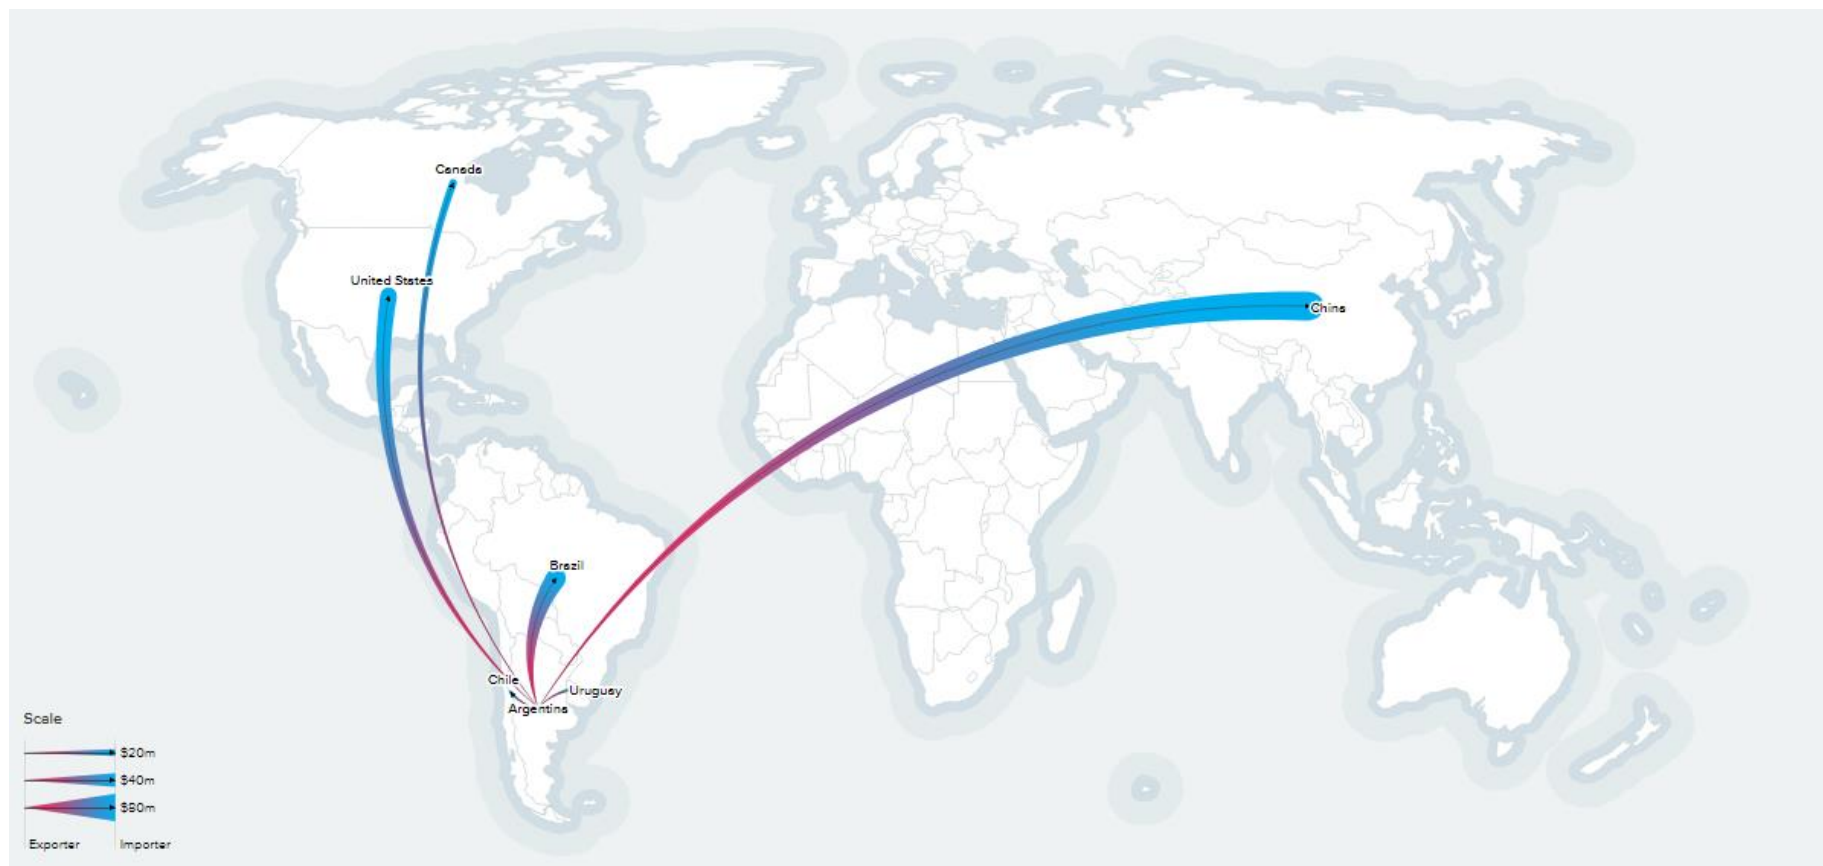 Canada
United States
China
Brazil
Chile
Uruguay
Argentina
Scale
$20m
$40m
$80m
Exporter
Importer